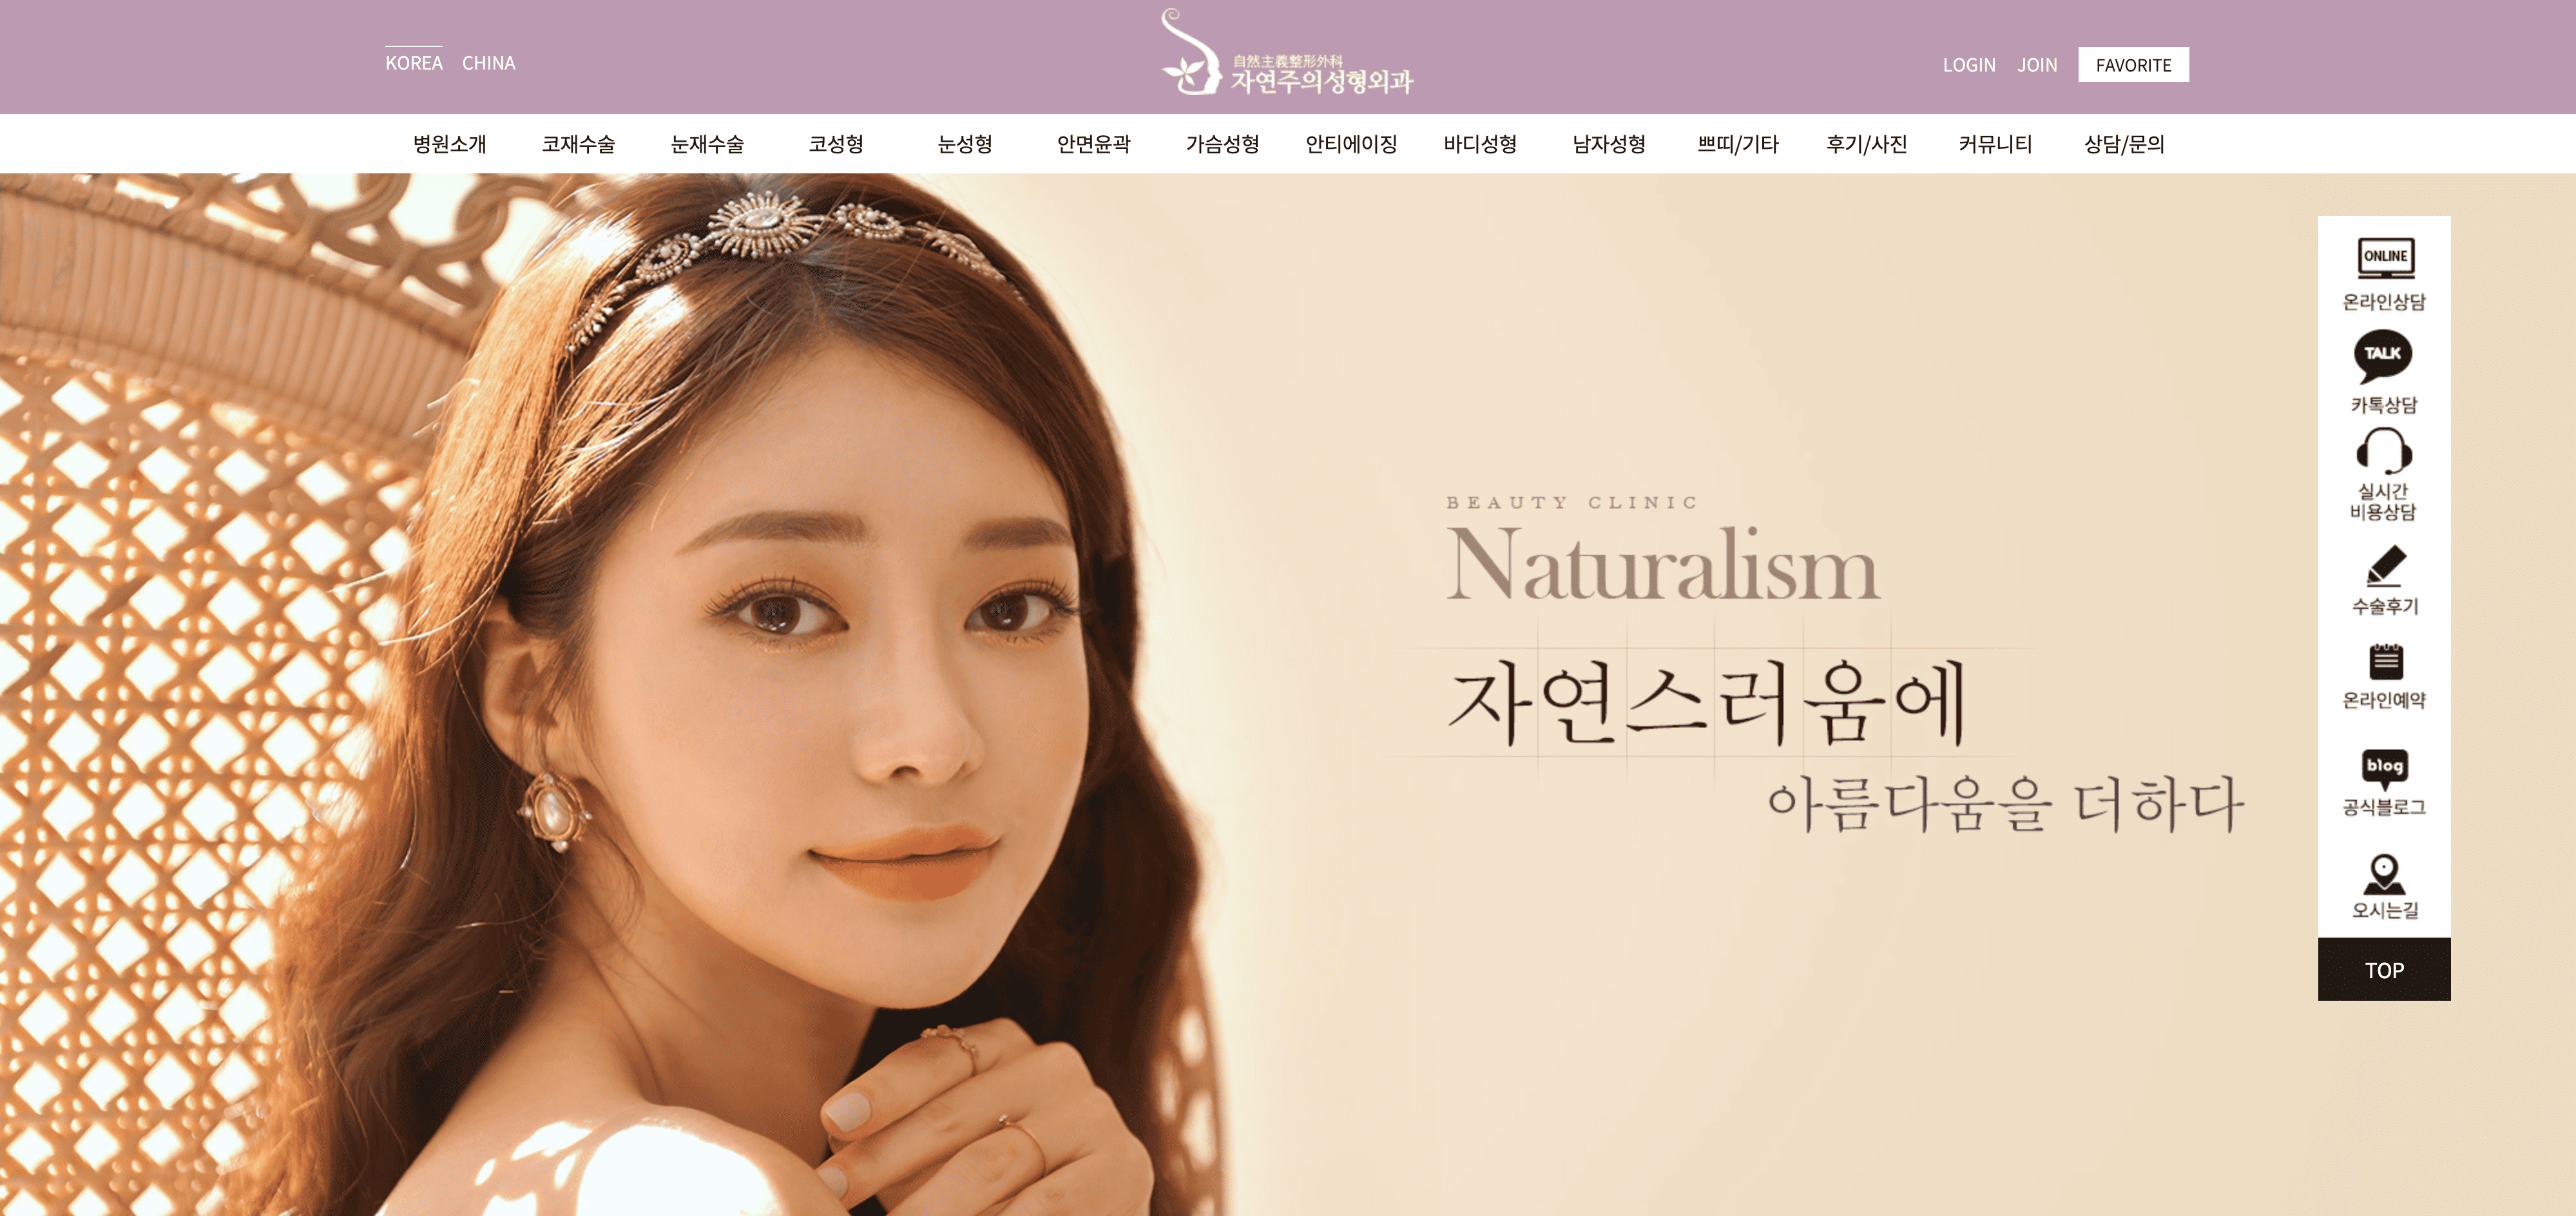 KOREA CHINA
自然主義整形外科
자연주의성형외과
LOGIN JOIN FAVORITE
병원소개 코재수술 눈재수술 코성형 눈성형 안면윤곽 가슴성형 안티에이징 바디성형 남자성형 쁘띠/기타 후기/사진 커뮤니티 상담/문의
BEAUTY CLINIC
Naturalism
자연스러움에
아름다움을 더하다
ONLINE
온라인상담
TALK
카톡상담
실시간
비용상담
수술후기
온라인예약
blog
공식블로그
오시는길
TOP